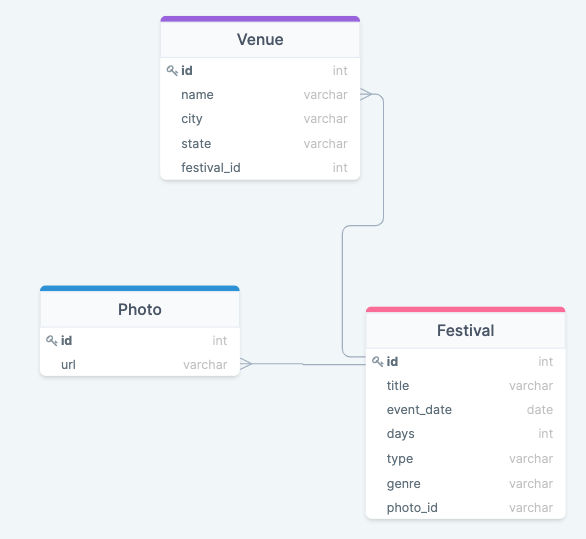 Venue
id int
name varchar
city varchar
state varchar
festival_id int
Photo
id int
url varchar
Festival
id int
title varchar
event_date date
days int
type varchar
genre varchar
photo_id varchar